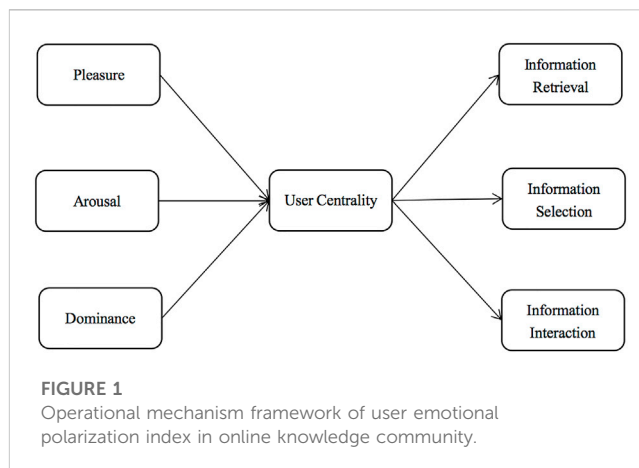 Pleasure
Arousal
Dominance
User Centrality
Information
Retrieval
Information
Selection
Information
Interaction
FIGURE 1
Operational mechanism framework of user emotional
polarization index in online knowledge community.